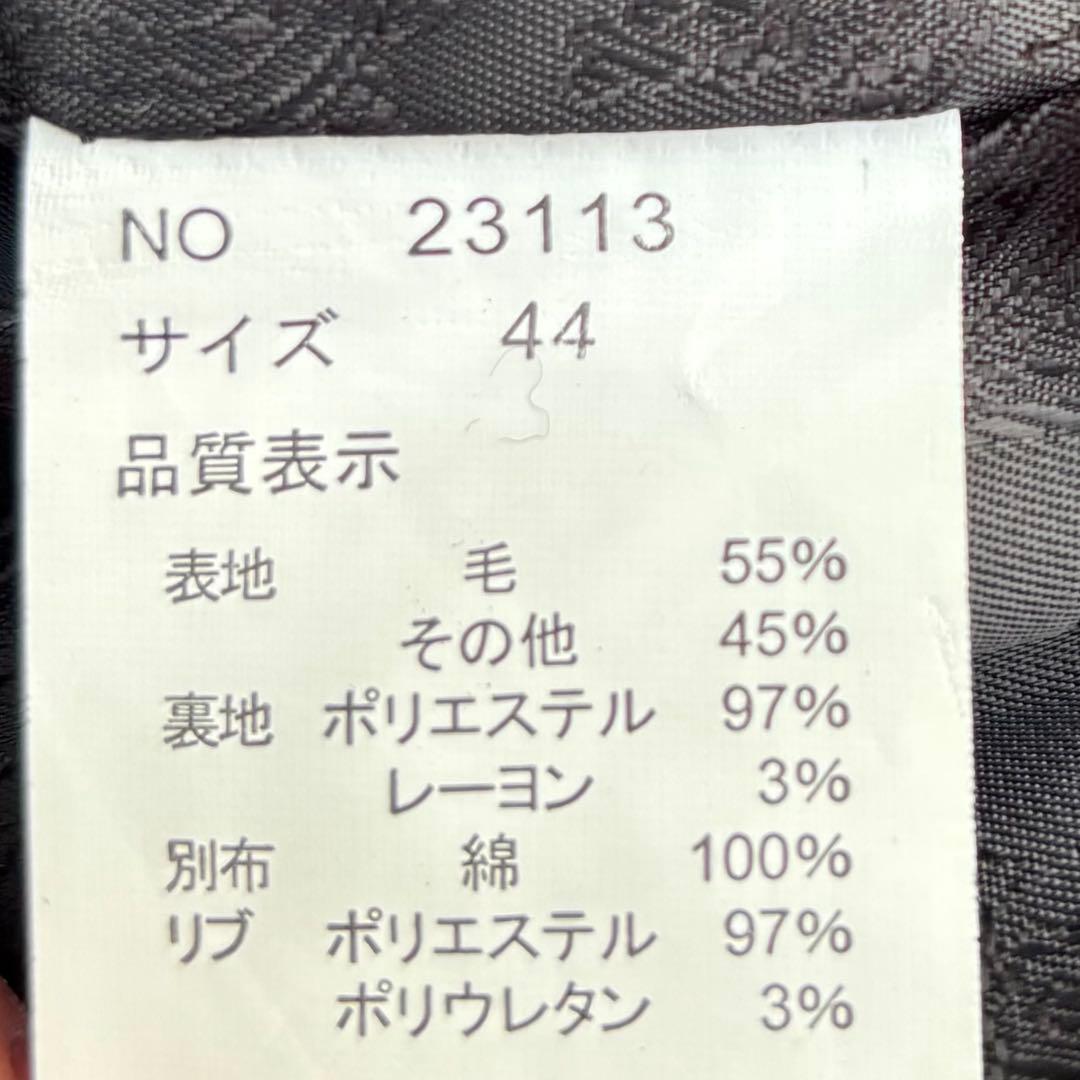 NO 23113
サイズ 44
品質表示
表地 毛 55%
その他 45%
裏地 ポリエステル 97%
レーヨン 3%
別布 綿 100%
リブ ポリエステル 97%
ポリウレタン 3%